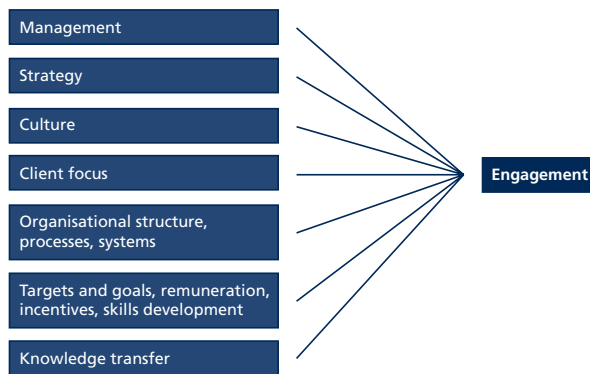 Management
Strategy
Culture
Client focus
Engagement
Organisational structure,
processes, systems
Targets and goals, remuneration,
incentives, skills development
Knowledge transfer